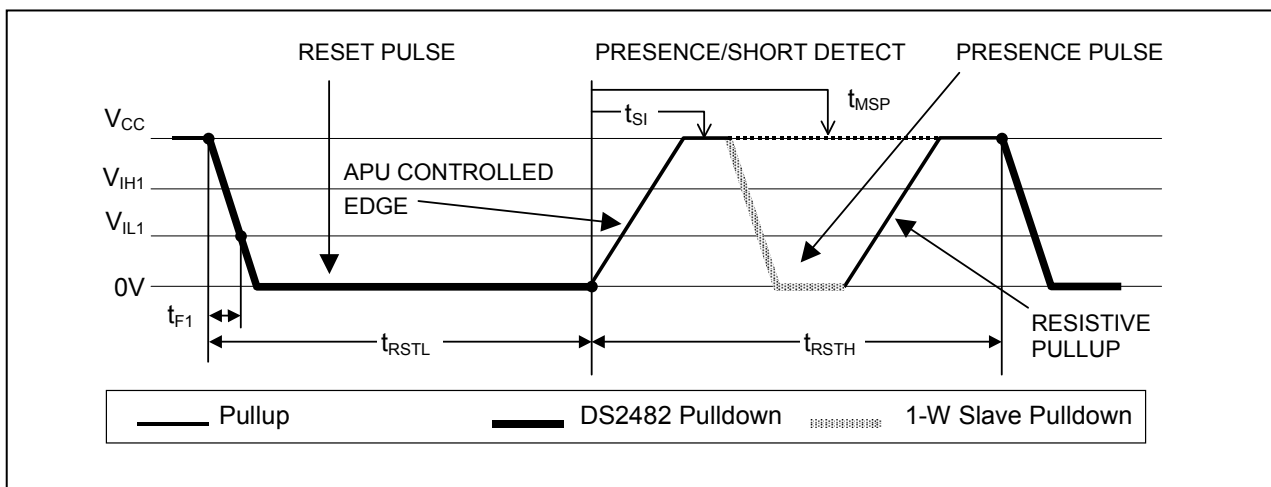 RESET PULSE
PRESENCE/SHORT DETECT
PRESENCE PULSE
tMSP
tSI
VCC
APU CONTROLLED
EDGE
VIH1
VIL1
0V
tF1
tRSTL
tRSTH
RESISTIVE
PULLUP
Pullup
DS2482 Pulldown
1-W Slave Pulldown